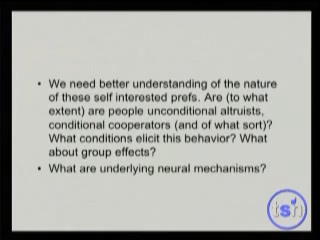 • We need better understanding of the nature
of these self interested prefs. Are (to what
extent) are people unconditional altruists,
conditional cooperators (and of what sort)?
What conditions elicit this behavior? What
about group effects?
• What are underlying neural mechanisms?
tsn